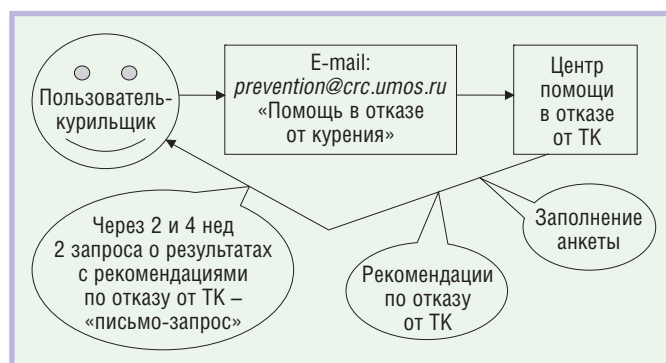 Пользователь-
курильщик
E-mail:
prevention@crc.umos.ru
«Помощь в отказе
от курения»
Центр
помощи
в отказе
от ТК
Через 2 и 4 нед
2 запроса о результатах
с рекомендациями
по отказу от ТК –
«письмо-запрос»
Рекомендации
по отказу
от ТК
Заполнение
анкеты